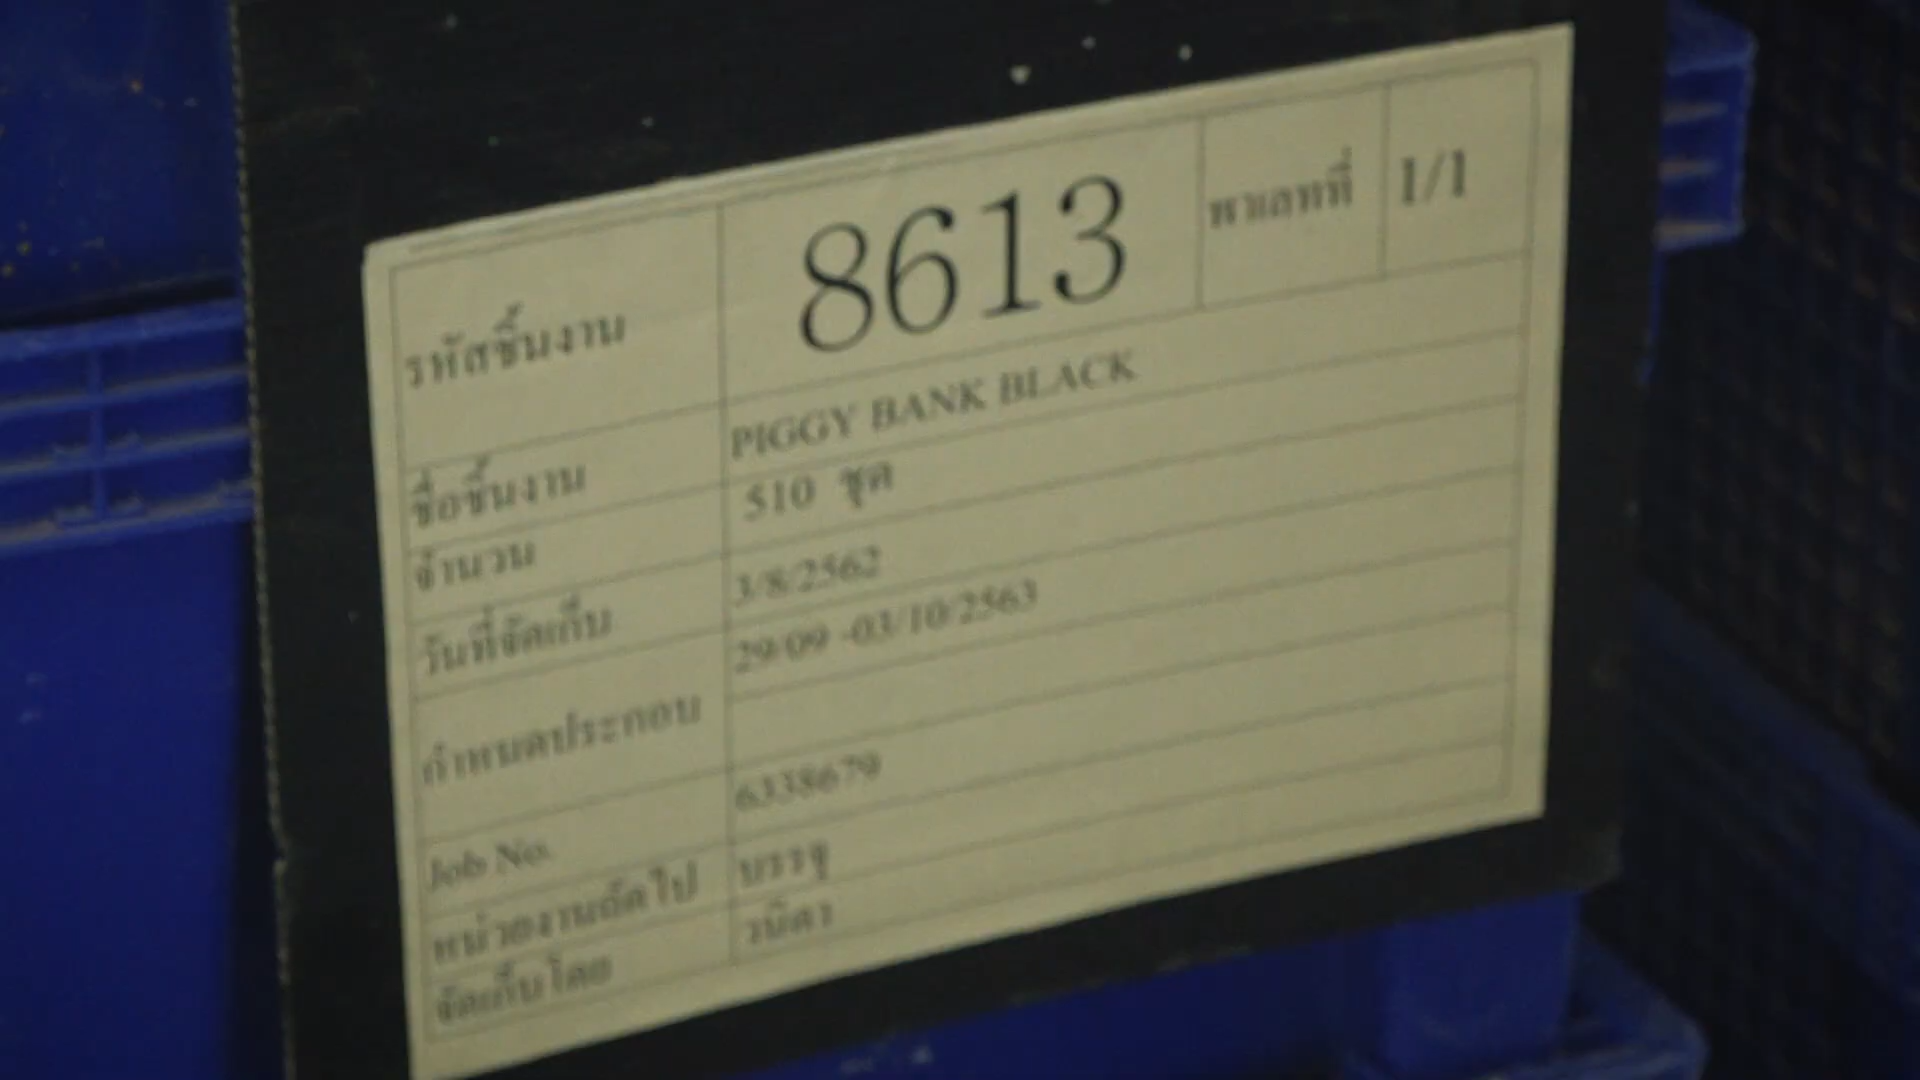 รหัสชิ้นงาน 8613 พาเลทที่ 1/1
ชื่อชิ้นงาน PIGGY BANK BLACK
จำนวน 510 ชุด
วันที่จัดเก็บ 3/8/2562
กำหนดประกอบ 29/09 -03/10/2563
Job No. 6338679
หน่วยงานถัดไป บรรจุ
จัดเก็บโดย วนิดา